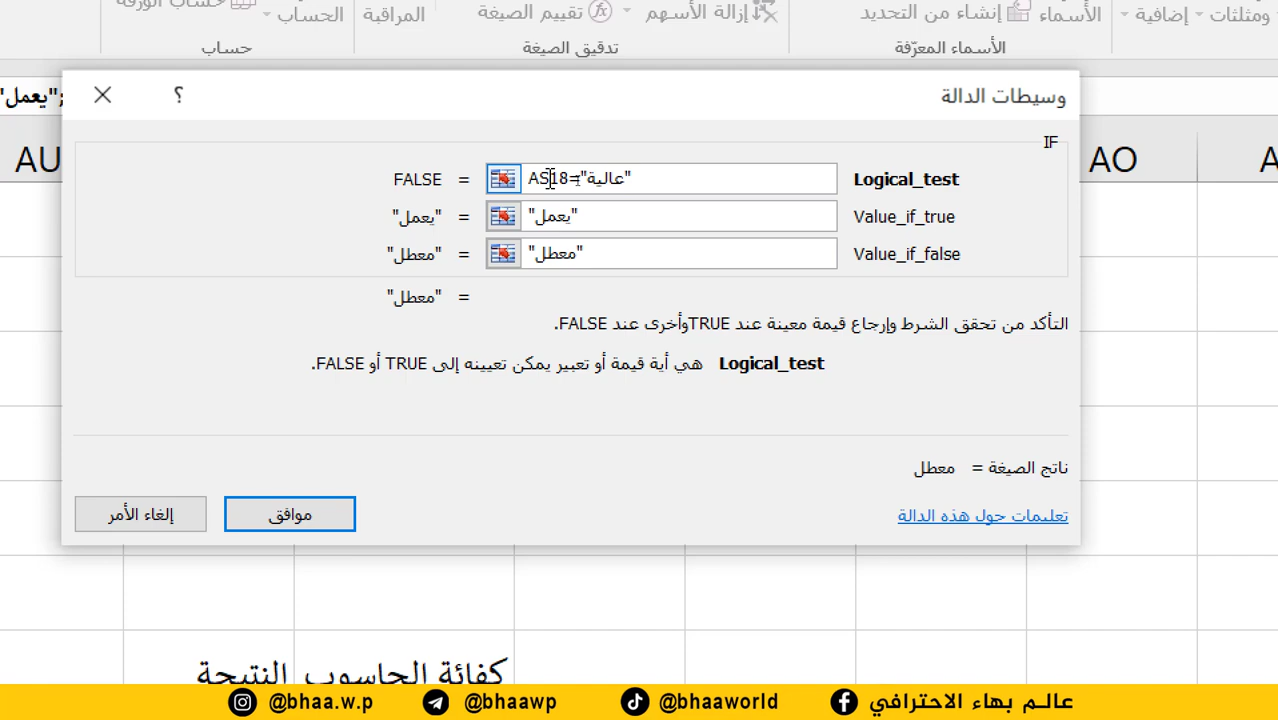 ومثلثات إضافية الأسماء إنشاء من التحديد إزالة الأسهم تقييم الصيغة المراقبة الحساب حساب الورقة
الأسماء المعرّفة تدقيق الصيغة حساب
وسيطات الدالة ؟
"يعمل";
AU AO
IF
Logical_test AS18="عالية" = FALSE
Value_if_true "يعمل" = "يعمل"
Value_if_false "معطل" = "معطل"
= "معطل"
التأكد من تحقق الشرط وإرجاع قيمة معينة عند TRUEوأخرى عند FALSE.
Logical_test هي أية قيمة أو تعبير يمكن تعيينه إلى TRUE أو FALSE.
ناتج الصيغة = معطل
تعليمات حول هذه الدالة موافق إلغاء الأمر
كفائة الحاسوب النتيجة
@bhaa.w.p @bhaawp @bhaaworld عالم بهاء الاحترافي